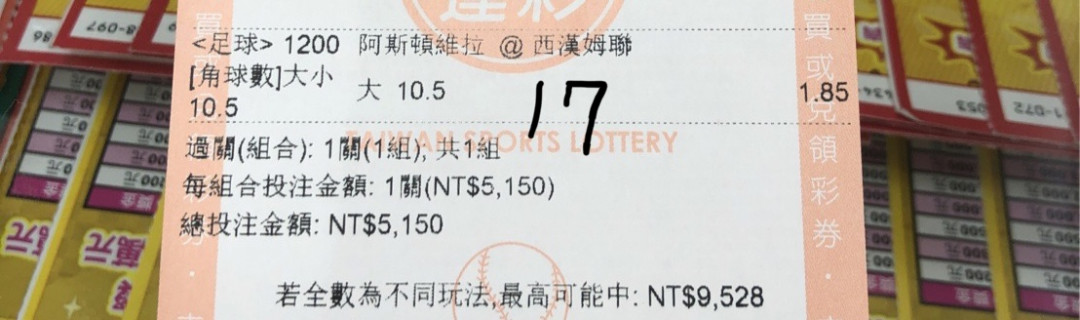 運彩
<足球> 1200 阿斯頓維拉 @ 西漢姆聯
[角球數]大小 10.5 大 10.5 1.85
17
TAIWAN SPORTS LOTTERY
過關(組合): 1關(1組), 共1組
每組合投注金額: 1關(NT$5,150)
總投注金額: NT$5,150
若全數為不同玩法,最高可能中: NT$9,528
買或兌領彩券